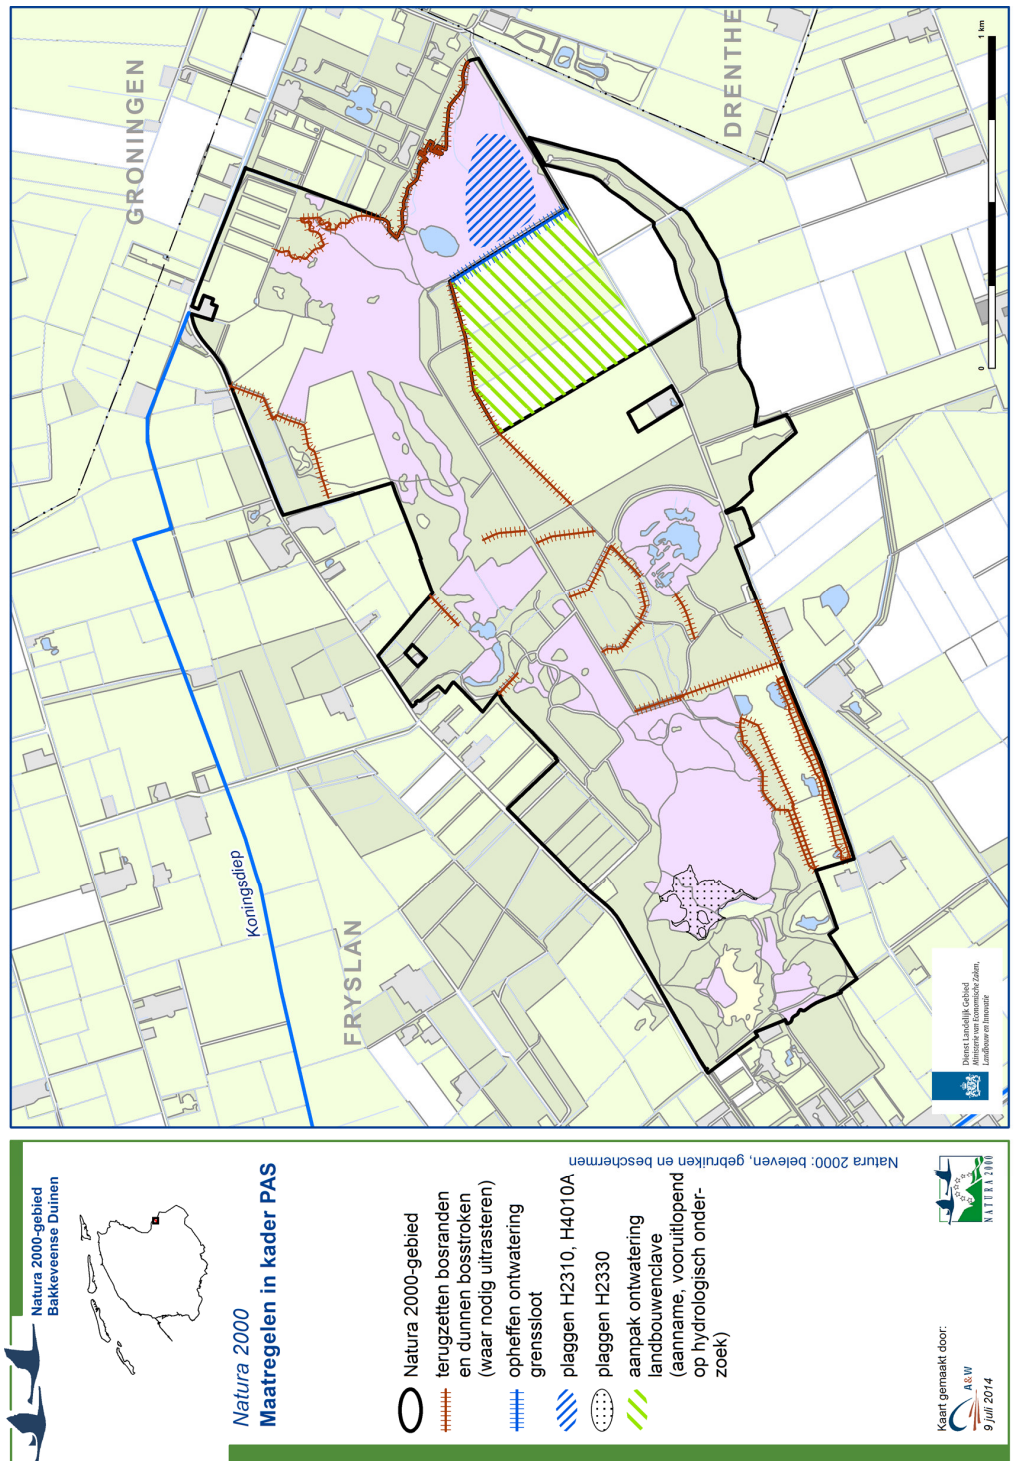 Natura 2000-gebied
Bakkeveense Duinen
Natura 2000
Maatregelen in kader PAS
Natura 2000-gebied
terugzetten bosranden
en dunnen bosstroken
(waar nodig uitrasteren)
opheffen ontwatering
grenssloot
plaggen H2310, H4010A
plaggen H2330
aanpak ontwatering
landbouwenclave
(aanname, vooruitlopend
op hydrologisch onder-
zoek)
Kaart gemaakt door:
A&W
9 juli 2014
Natura 2000: beleven, gebruiken en beschermen
NATURA 2000
GRONINGEN
DRENTHE
FRYSLAN
Koningsdiep
0
1 km
Dienst Landelijk Gebied
Ministerie van Economische Zaken,
Landbouw en Innovatie